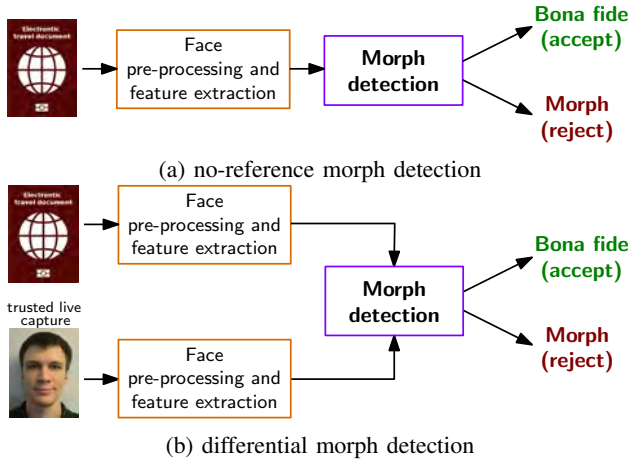 Electrontic
travel document
Face
pre-processing and
feature extraction
Morph
detection
Bona fide
(accept)
Morph
(reject)
(a) no-reference morph detection
Electrontic
travel document
Face
pre-processing and
feature extraction
trusted live
capture
Face
pre-processing and
feature extraction
Morph
detection
Bona fide
(accept)
Morph
(reject)
(b) differential morph detection